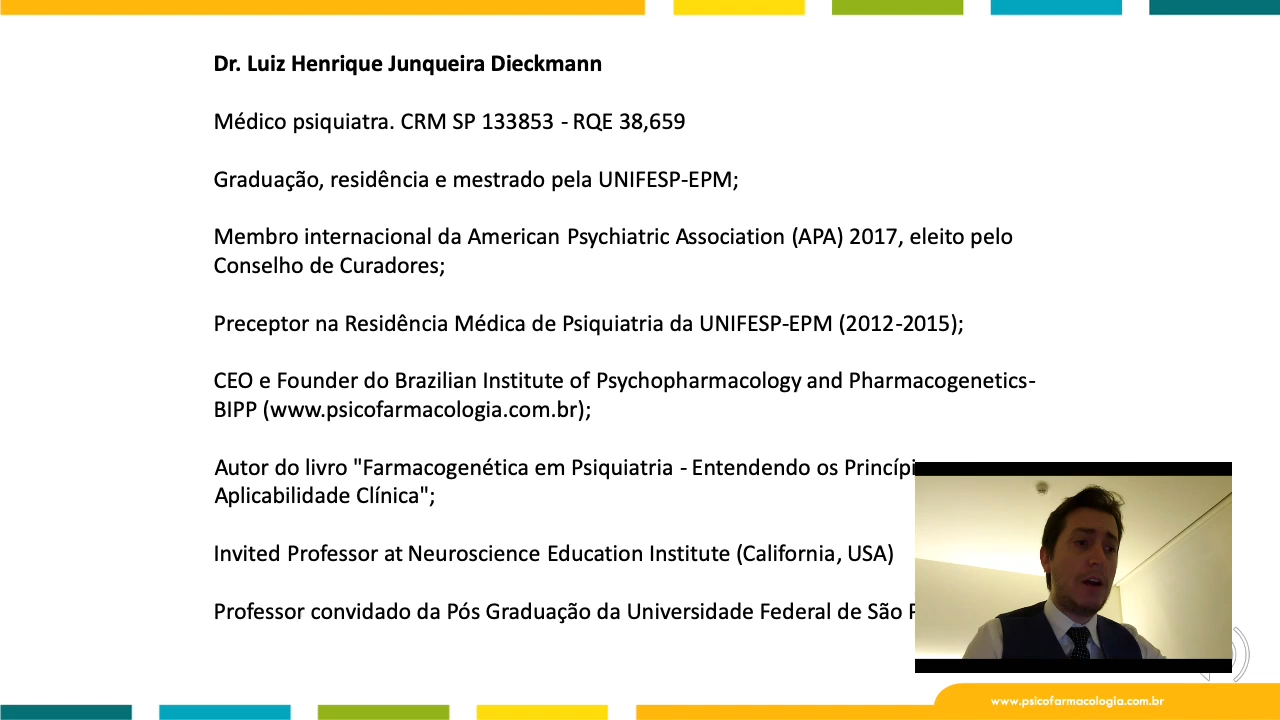 Dr. Luiz Henrique Junqueira Dieckmann
Médico psiquiatra. CRM SP 133853 - RQE 38,659
Graduação, residência e mestrado pela UNIFESP-EPM;
Membro internacional da American Psychiatric Association (APA) 2017, eleito pelo
Conselho de Curadores;
Preceptor na Residência Médica de Psiquiatria da UNIFESP-EPM (2012-2015);
CEO e Founder do Brazilian Institute of Psychopharmacology and Pharmacogenetics-
BIPP (www.psicofarmacologia.com.br);
Autor do livro "Farmacogenética em Psiquiatria - Entendendo os
Aplicabilidade Clínica";
Invited Professor at Neuroscience Education Institute (California, USA)
Professor convidado da Pós Graduação da Universidade Federal de São
www.psicofarmacologia.com.br